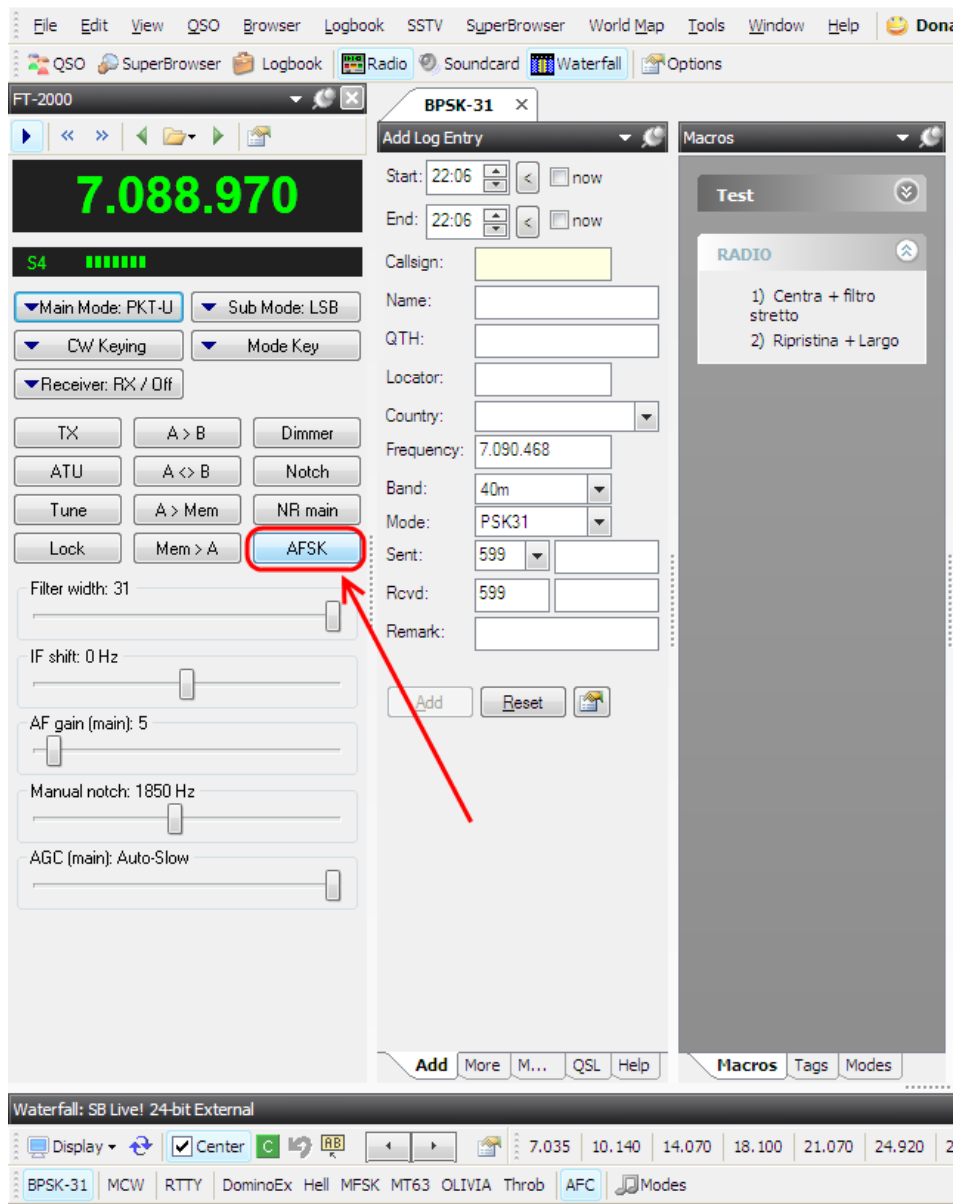 File Edit View QSO Browser Logbook SSTV SuperBrowser World Map Tools Window Help Dona
QSO SuperBrowser Logbook Radio Soundcard Waterfall Options
FT-2000
BPSK-31
7.088.970
S4
Main Mode: PKT-U Sub Mode: LSB
CW Keying Mode Key
Receiver: RX / Off
TX A > B Dimmer
ATU A <> B Notch
Tune A > Mem NR main
Lock Mem > A AFSK
Filter width: 31
IF shift: 0 Hz
AF gain (main): 5
Manual notch: 1850 Hz
AGC (main): Auto-Slow
Add Log Entry
Start: 22:06 < now
End: 22:06 < now
Callsign:
Name:
QTH:
Locator:
Country:
Frequency: 7.090.468
Band: 40m
Mode: PSK31
Sent: 599
Rcvd: 599
Remark:
Add Reset
Add More M... QSL Help
Macros
Test
RADIO
1) Centra + filtro
stretto
2) Ripristina + Largo
Macros Tags Modes
Waterfall: SB Live! 24-bit External
Display Center C AB 7.035 10.140 14.070 18.100 21.070 24.920 2
BPSK-31 MCW RTTY DominoEx Hell MFSK MT63 OLIVIA Throb AFC Modes